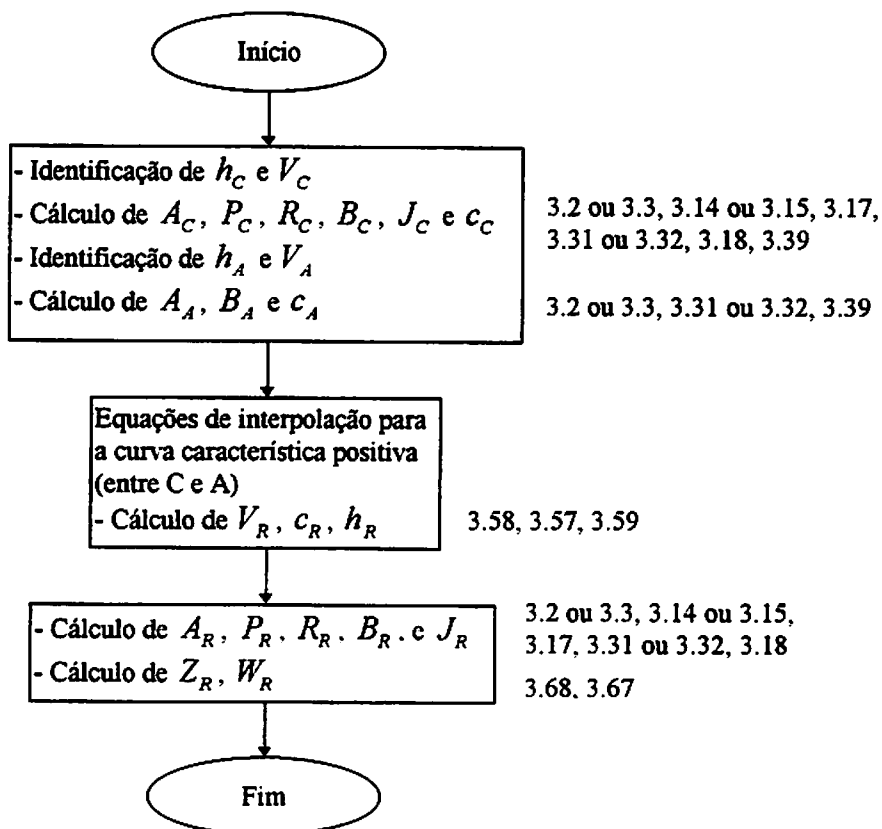 Início
- Identificação de h_C e V_C
- Cálculo de A_C, P_C, R_C, B_C, J_C e c_C
3.2 ou 3.3, 3.14 ou 3.15, 3.17,
3.31 ou 3.32, 3.18, 3.39
- Identificação de h_A e V_A
- Cálculo de A_A, B_A e c_A
3.2 ou 3.3, 3.31 ou 3.32, 3.39
Equações de interpolação para
a curva característica positiva
(entre C e A)
- Cálculo de V_R, c_R, h_R
3.58, 3.57, 3.59
- Cálculo de A_R, P_R, R_R, B_R, e J_R
3.2 ou 3.3, 3.14 ou 3.15,
3.17, 3.31 ou 3.32, 3.18
- Cálculo de Z_R, W_R
3.68, 3.67
Fim